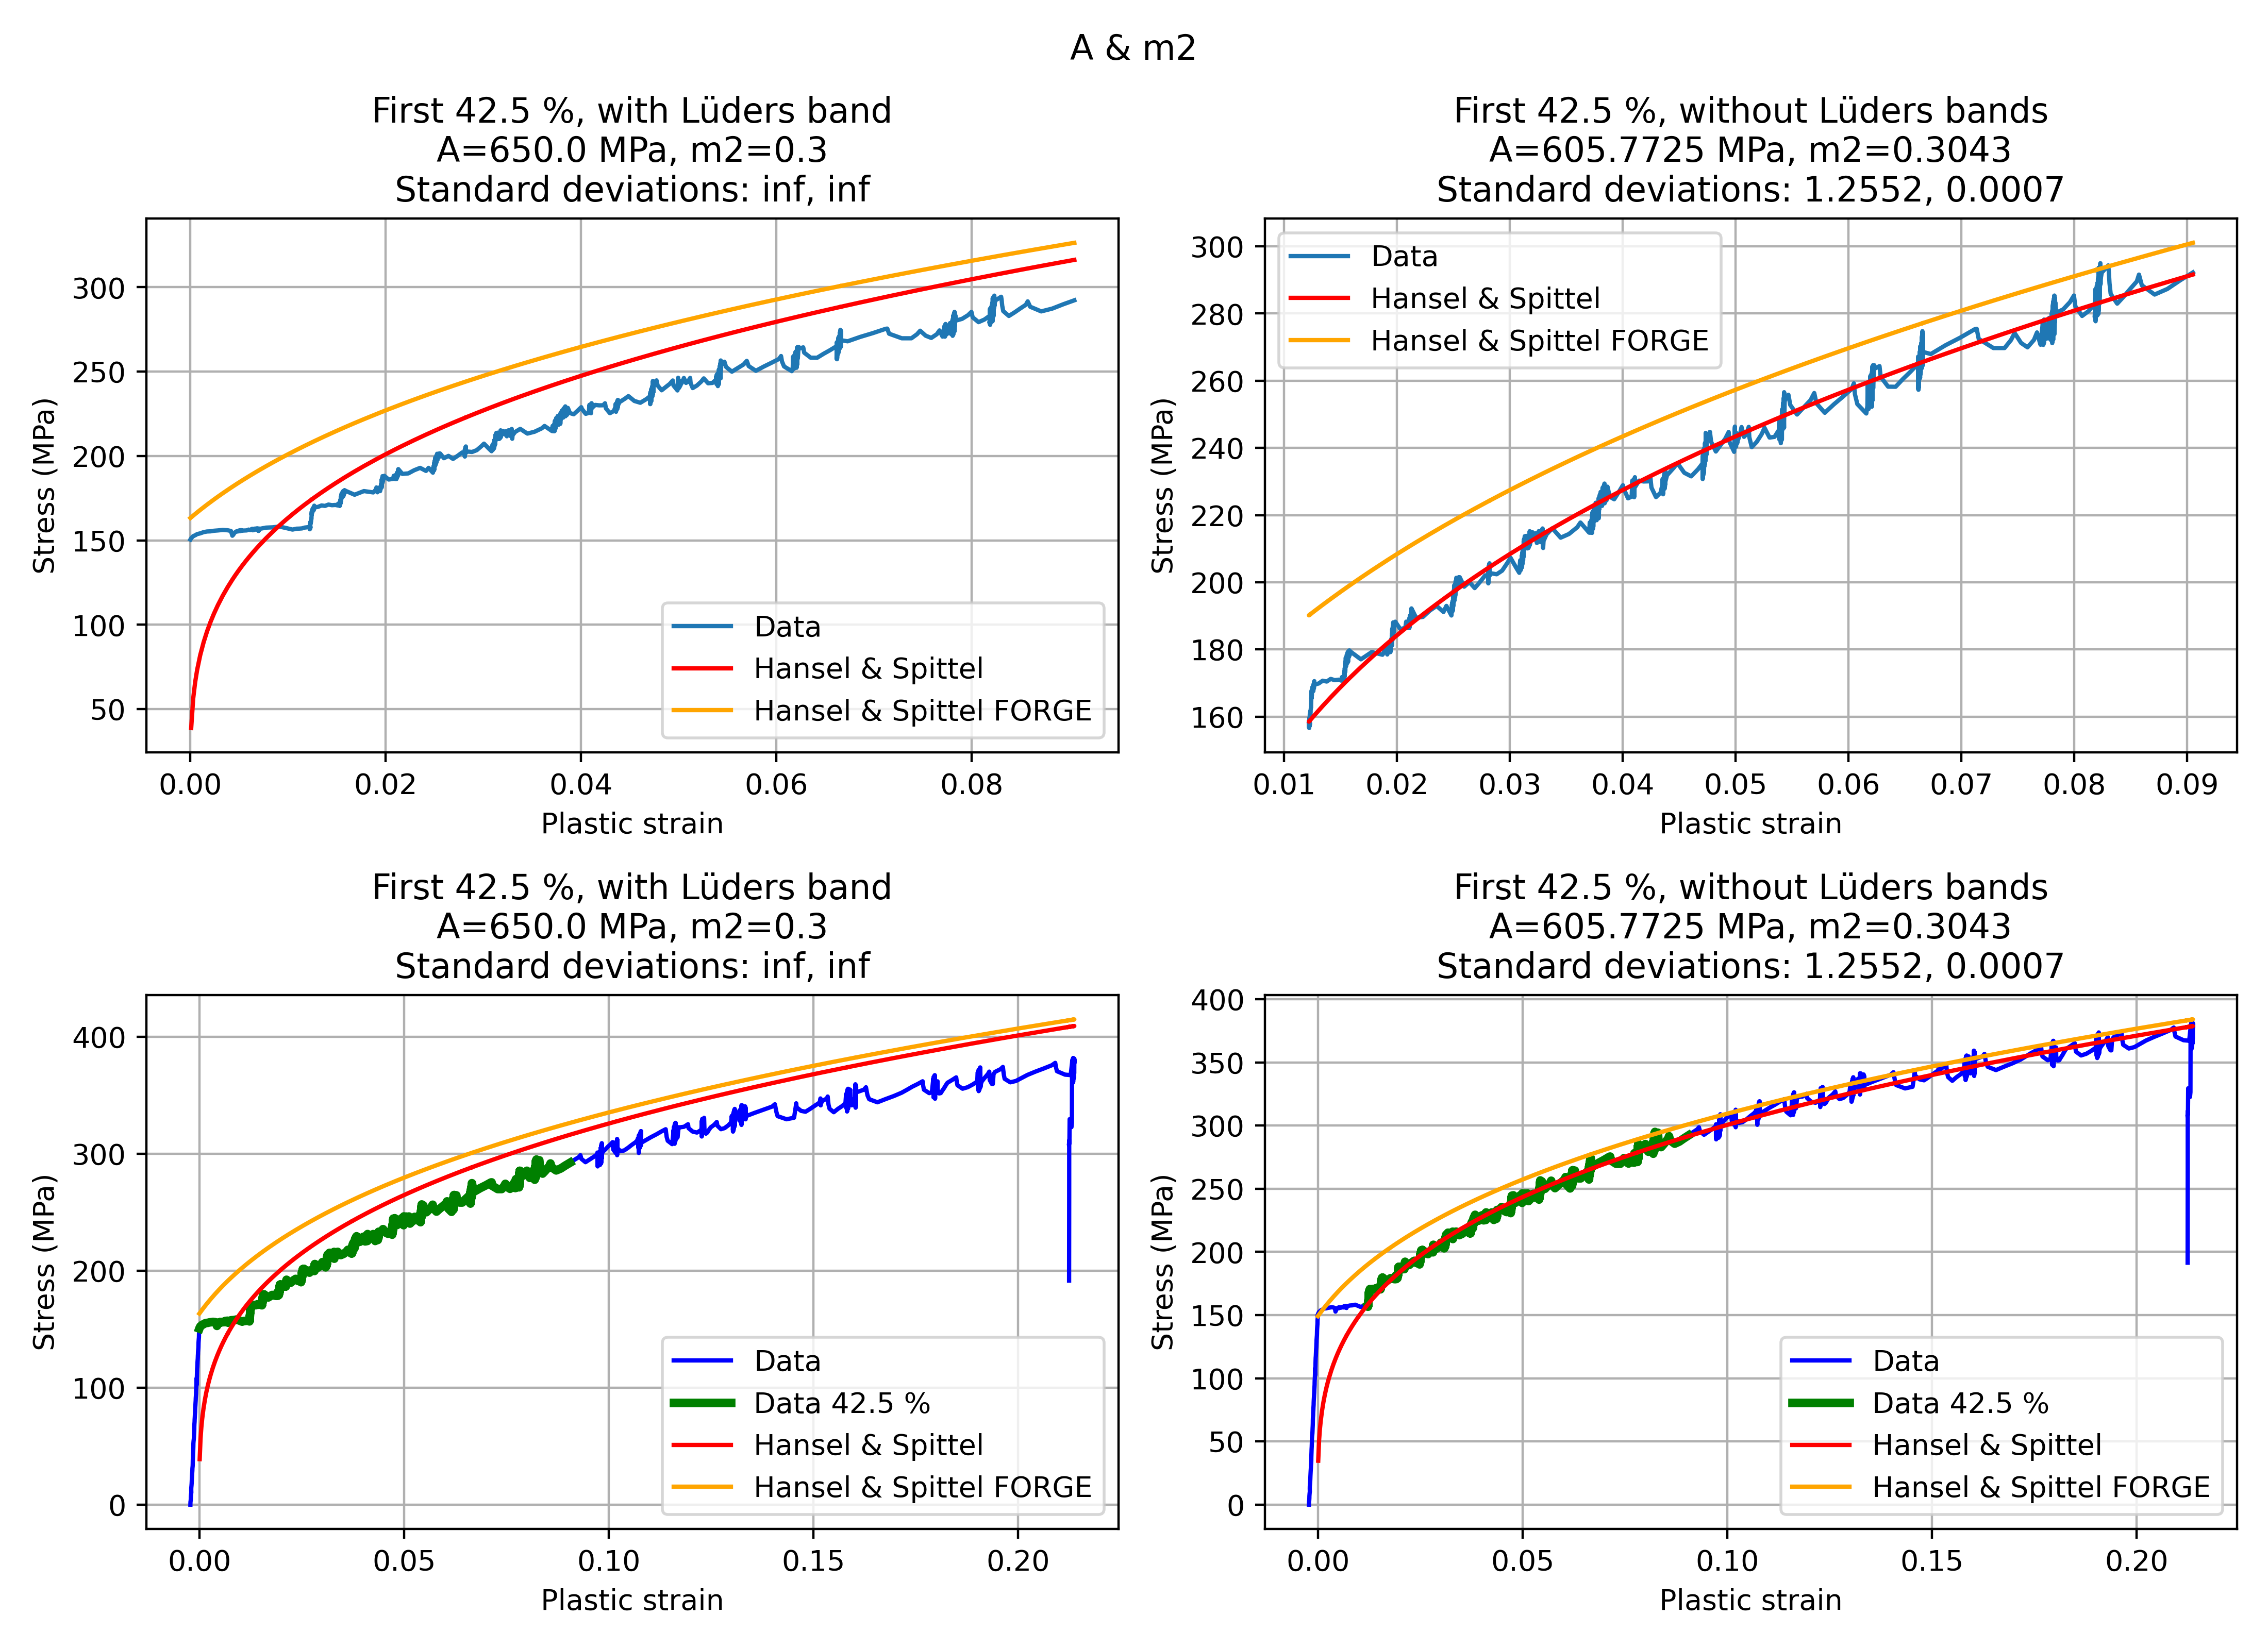 A & m2
First 42.5 %, with Lüders band
A=650.0 MPa, m2=0.3
Standard deviations: inf, inf
300
250
200
150
100
50
Stress (MPa)
Data
Hansel & Spittel
Hansel & Spittel FORGE
0.00 0.02 0.04 0.06 0.08
Plastic strain
First 42.5 %, without Lüders bands
A=605.7725 MPa, m2=0.3043
Standard deviations: 1.2552, 0.0007
300
280
260
240
220
200
180
160
Stress (MPa)
Data
Hansel & Spittel
Hansel & Spittel FORGE
0.01 0.02 0.03 0.04 0.05 0.06 0.07 0.08 0.09
Plastic strain
First 42.5 %, with Lüders band
A=650.0 MPa, m2=0.3
Standard deviations: inf, inf
400
300
200
100
0
Stress (MPa)
Data
Data 42.5 %
Hansel & Spittel
Hansel & Spittel FORGE
0.00 0.05 0.10 0.15 0.20
Plastic strain
First 42.5 %, without Lüders bands
A=605.7725 MPa, m2=0.3043
Standard deviations: 1.2552, 0.0007
400
350
300
250
200
150
100
50
0
Stress (MPa)
Data
Data 42.5 %
Hansel & Spittel
Hansel & Spittel FORGE
0.00 0.05 0.10 0.15 0.20
Plastic strain